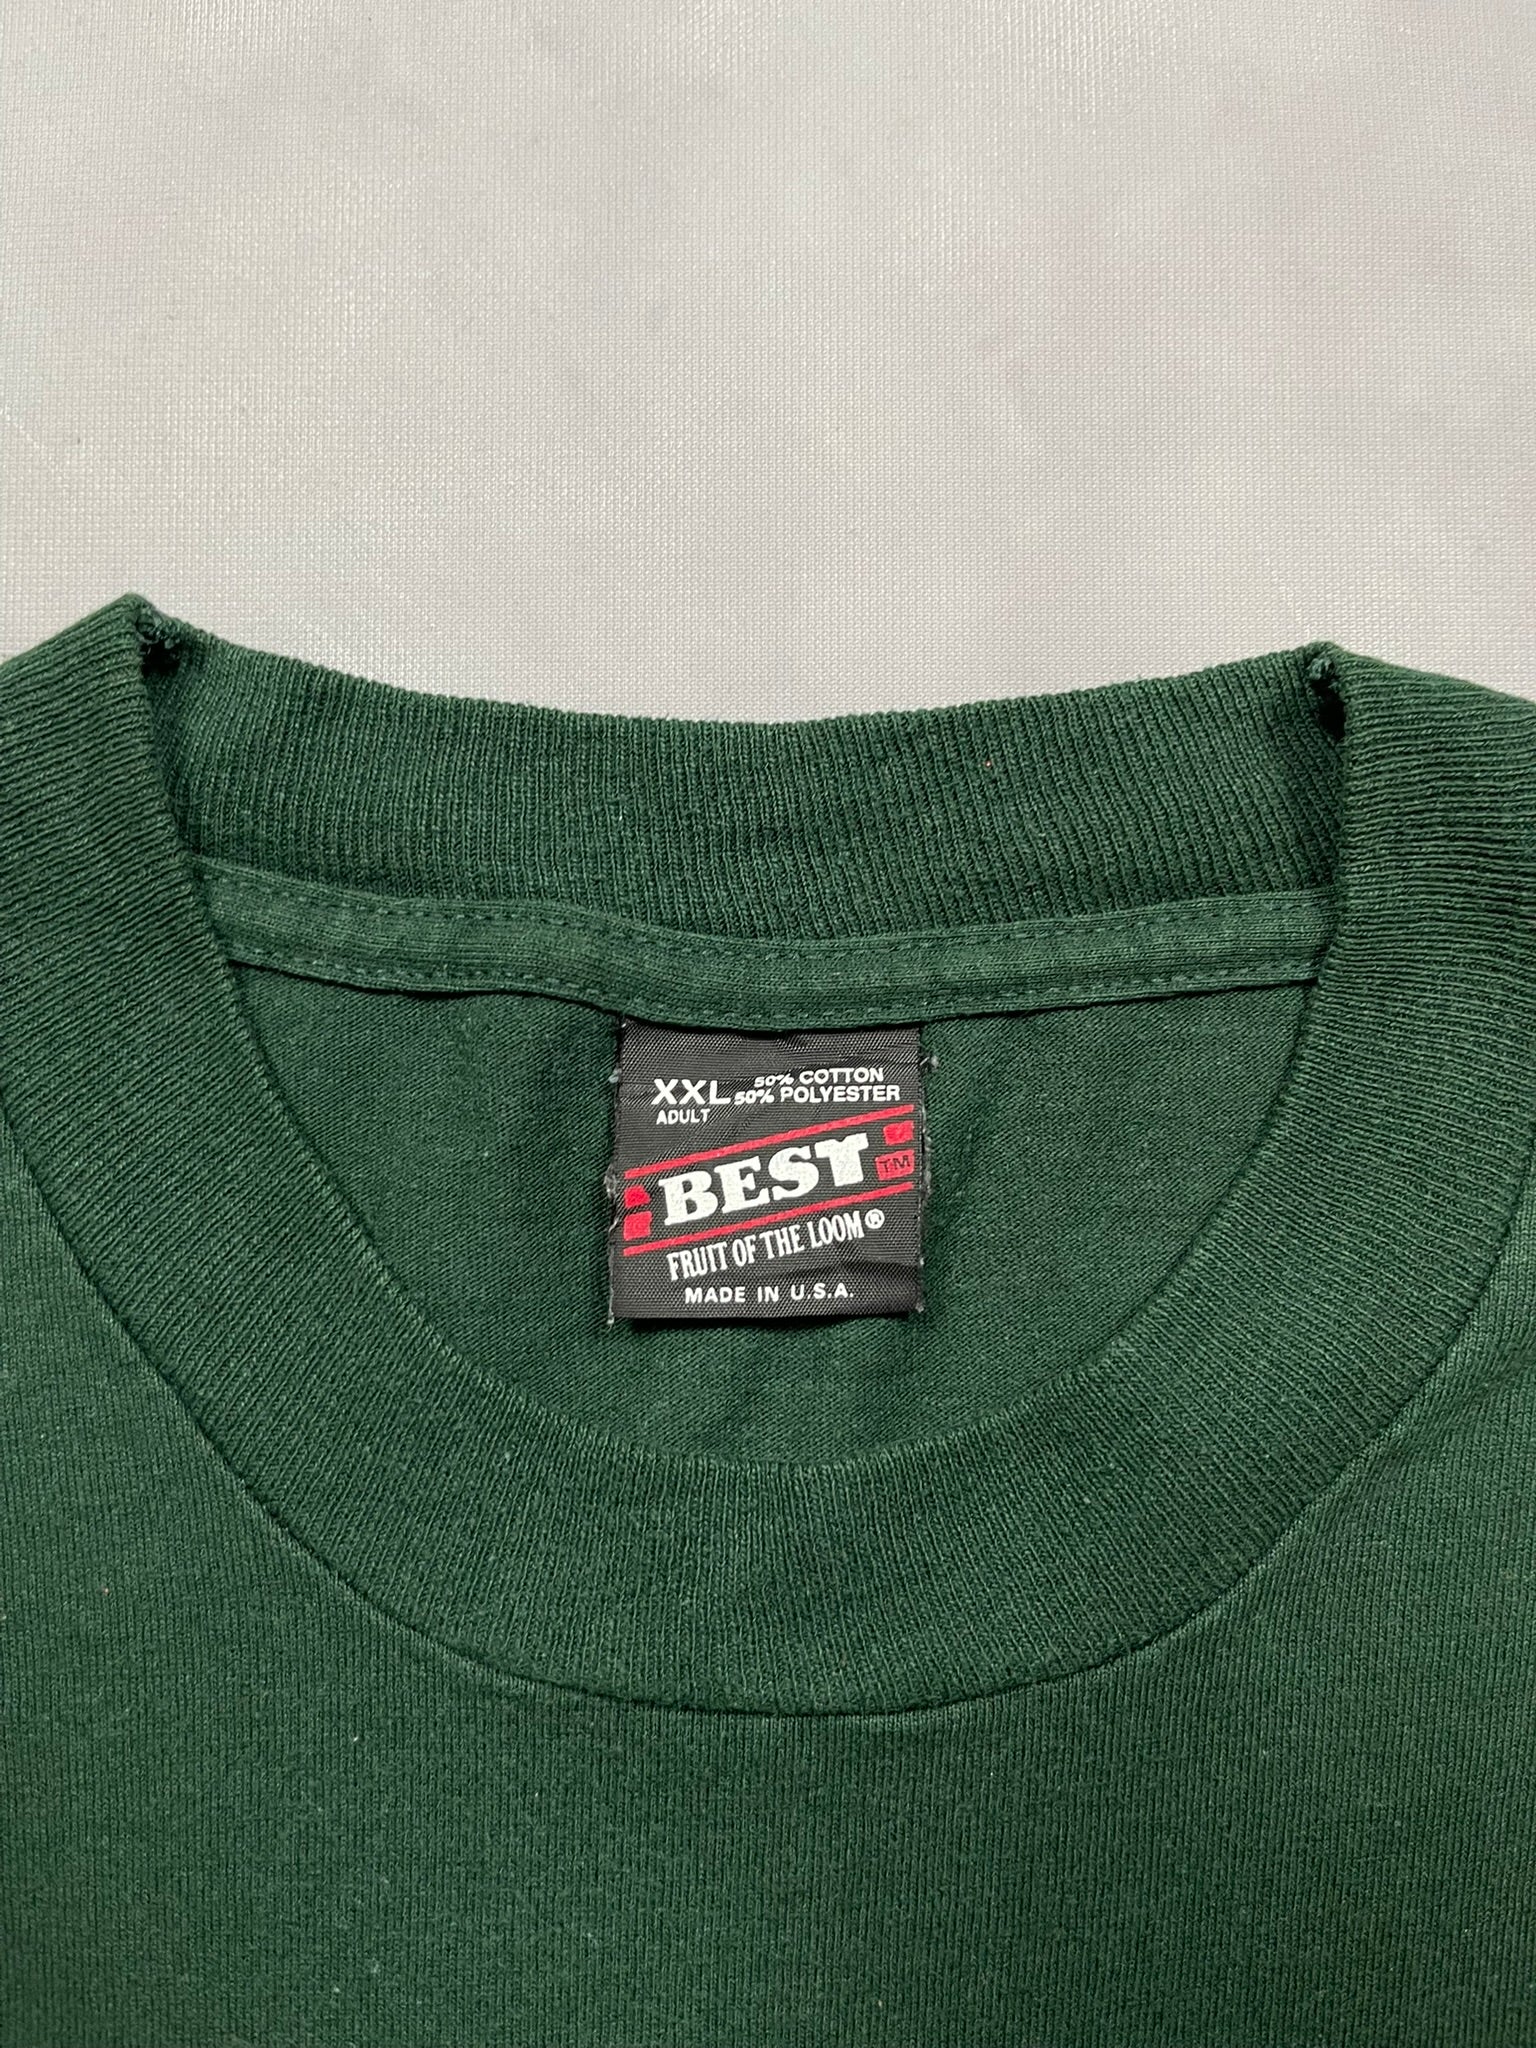 XXL 50% COTTON
ADULT 50% POLYESTER
BEST TM
FRUIT OF THE LOOM®
MADE IN U.S.A.